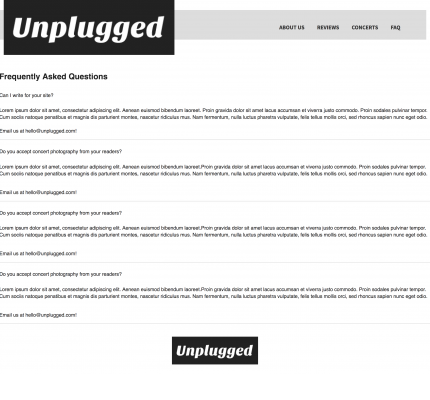 Unplugged
ABOUT US REVIEWS CONCERTS FAQ
Frequently Asked Questions
Can I write for your site?
Lorem ipsum dolor sit amet, consectetur adipiscing elit. Aenean euismod bibendum laoreet. Proin gravida dolor sit amet lacus accumsan et viverra justo commodo. Proin sodales pulvinar tempor.
Cum sociis natoque penatibus et magnis dis parturient montes, nascetur ridiculus mus. Nam fermentum, nulla luctus pharetra vulputate, felis tellus mollis orci, sed rhoncus sapien nunc eget odio.
Email us at hello@unplugged.com!
Do you accept concert photography from your readers?
Lorem ipsum dolor sit amet, consectetur adipiscing elit. Aenean euismod bibendum laoreet.Proin gravida dolor sit amet lacus accumsan et viverra justo commodo. Proin sodales pulvinar tempor.
Cum sociis natoque penatibus et magnis dis parturient montes, nascetur ridiculus mus. Nam fermentum, nulla luctus pharetra vulputate, felis tellus mollis orci, sed rhoncus sapien nunc eget odio.
Email us at hello@unplugged.com!
Do you accept concert photography from your readers?
Lorem ipsum dolor sit amet, consectetur adipiscing elit. Aenean euismod bibendum laoreet.Proin gravida dolor sit amet lacus accumsan et viverra justo commodo. Proin sodales pulvinar tempor.
Cum sociis natoque penatibus et magnis dis parturient montes, nascetur ridiculus mus. Nam fermentum, nulla luctus pharetra vulputate, felis tellus mollis orci, sed rhoncus sapien nunc eget odio.
Email us at hello@unplugged.com!
Do you accept concert photography from your readers?
Lorem ipsum dolor sit amet, consectetur adipiscing elit. Aenean euismod bibendum laoreet.Proin gravida dolor sit amet lacus accumsan et viverra justo commodo. Proin sodales pulvinar tempor.
Cum sociis natoque penatibus et magnis dis parturient montes, nascetur ridiculus mus. Nam fermentum, nulla luctus pharetra vulputate, felis tellus mollis orci, sed rhoncus sapien nunc eget odio.
Email us at hello@unplugged.com!
Unplugged